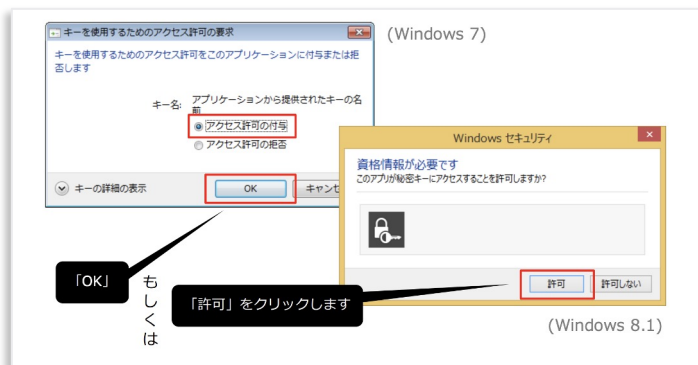 キーを使用するためのアクセス許可の要求
(Windows 7)
キーを使用するためのアクセス許可をこのアプリケーションに付与または拒
否します
キー名: アプリケーションから提供されたキーの名
前
アクセス許可の付与
アクセス許可の拒否
キーの詳細の表示
OK
キャンセ
Windows セキュリティ
資格情報が必要です
このアプリが秘密キーにアクセスすることを許可しますか?
許可
許可しない
(Windows 8.1)
「OK」
もしくは
「許可」をクリックします